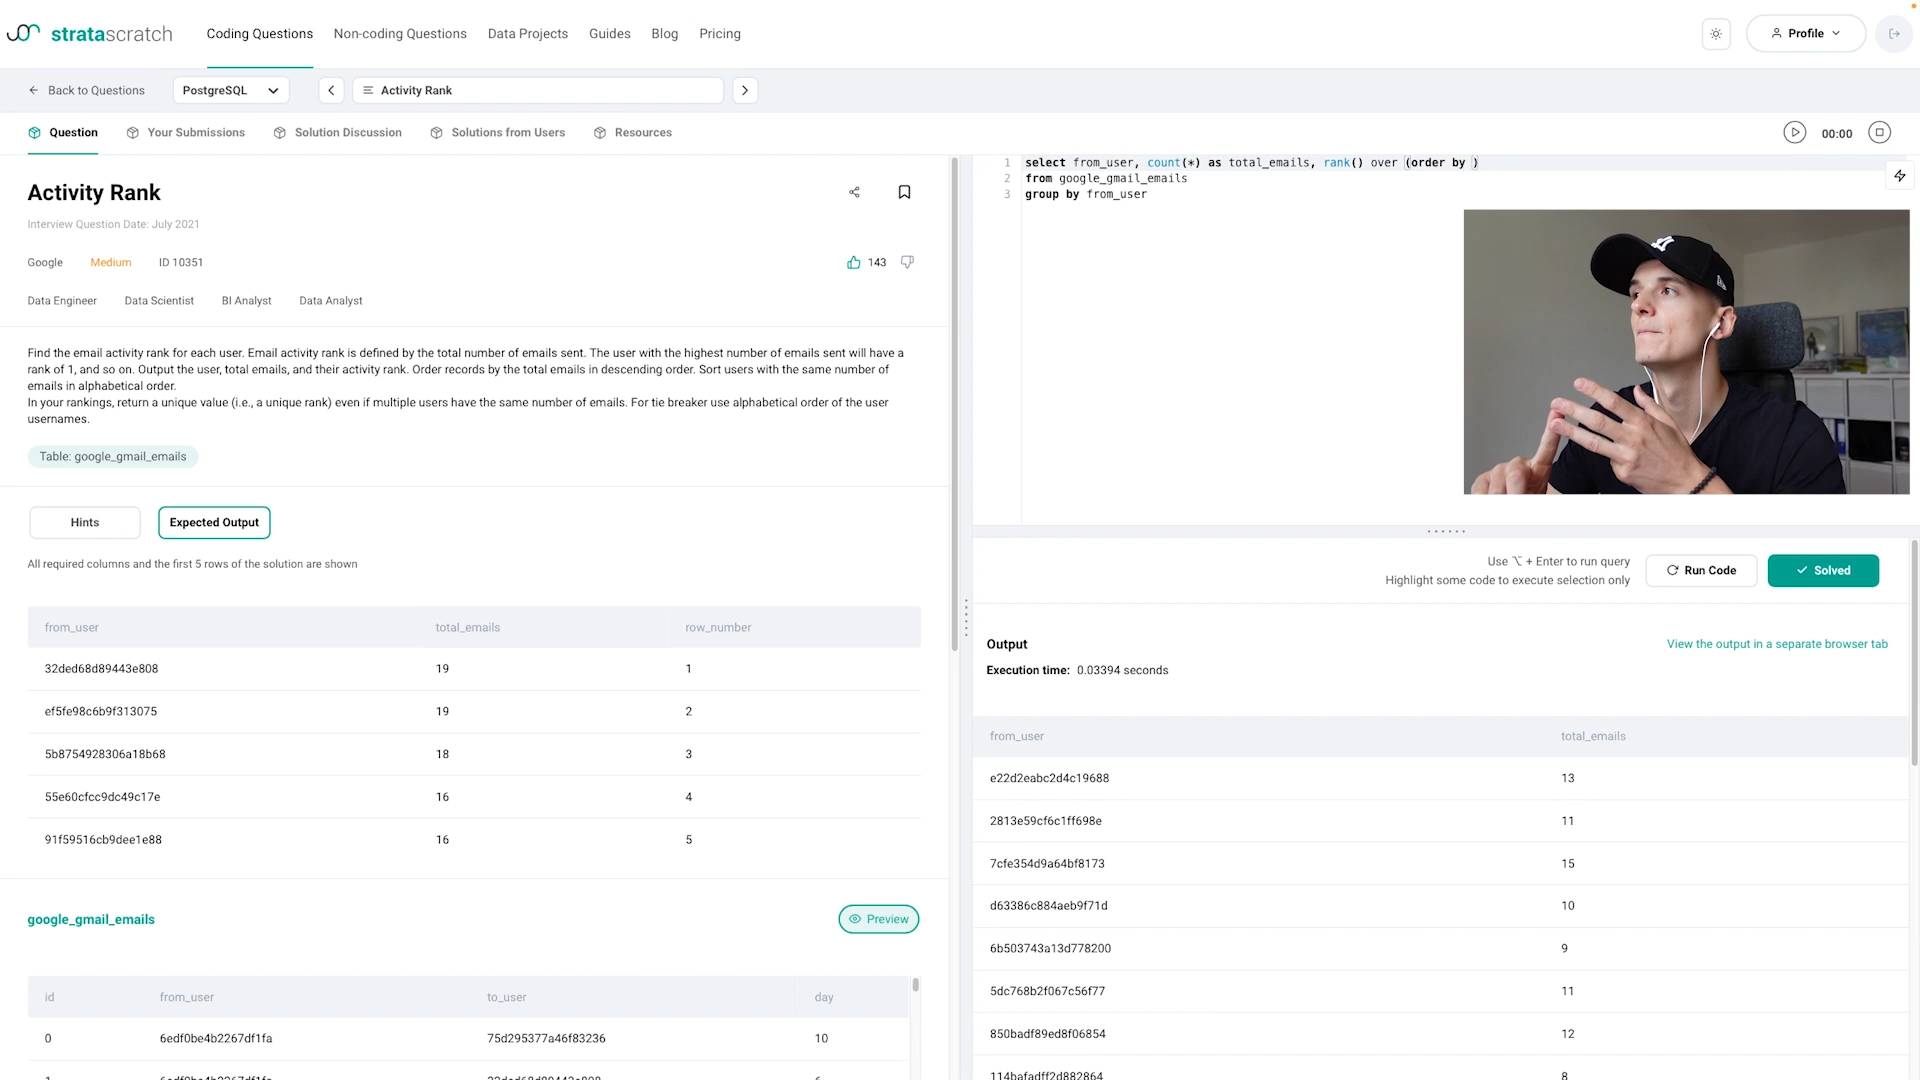 stratascratch
Coding Questions
Non-coding Questions
Data Projects
Guides
Blog
Pricing
Profile
Back to Questions
PostgreSQL
Activity Rank
Question
Your Submissions
Solution Discussion
Solutions from Users
Resources
00:00
Activity Rank
Interview Question Date: July 2021
Google
Medium
ID 10351
143
Data Engineer
Data Scientist
BI Analyst
Data Analyst
Find the email activity rank for each user. Email activity rank is defined by the total number of emails sent. The user with the highest number of emails sent will have a
rank of 1, and so on. Output the user, total emails, and their activity rank. Order records by the total emails in descending order. Sort users with the same number of
emails in alphabetical order.
In your rankings, return a unique value (i.e., a unique rank) even if multiple users have the same number of emails. For tie breaker use alphabetical order of the user
usernames.
Table: google_gmail_emails
Hints
Expected Output
All required columns and the first 5 rows of the solution are shown
from_user total_emails row_number
32ded68d89443e808 19 1
ef5fe98c6b9f313075 19 2
5b8754928306a18b68 18 3
55e60cfcc9dc49c17e 16 4
91f59516cb9dee1e88 16 5
google_gmail_emails
Preview
id from_user to_user day
0 6edf0be4b2267df1fa 75d295377a46f83236 10
1 select from_user, count(*) as total_emails, rank() over (order by )
2 from google_gmail_emails
3 group by from_user
Use ⌥ + Enter to run query
Highlight some code to execute selection only
Run Code
Solved
Output
View the output in a separate browser tab
Execution time: 0.03394 seconds
from_user total_emails
e22d2eabc2d4c19688 13
2813e59cf6c1ff698e 11
7cfe354d9a64bf8173 15
d63386c884aeb9f71d 10
6b503743a13d778200 9
5dc768b2f067c56f77 11
850badf89ed8f06854 12
114bafadff2d882864 8